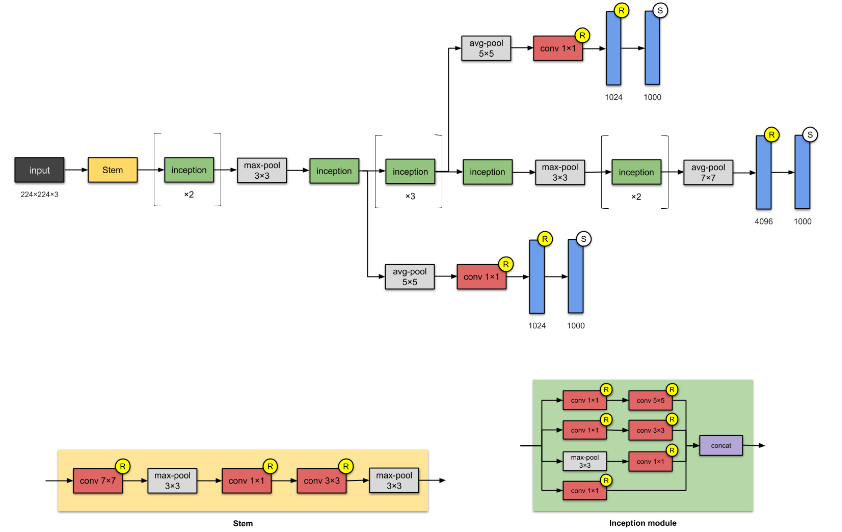 R
S
avg-pool
5×5
conv 1×1
R
1024
1000
input
224×224×3
Stem
inception
×2
max-pool
3×3
inception
inception
×3
inception
max-pool
3×3
inception
×2
avg-pool
7×7
R
S
4096
1000
avg-pool
5×5
conv 1×1
R
R
S
1024
1000
conv 7×7
R
max-pool
3×3
conv 1×1
R
conv 3×3
R
max-pool
3×3
Stem
conv 1×1
R
conv 5×5
R
conv 1×1
R
conv 3×3
R
max-pool
3×3
conv 1×1
R
conv 1×1
R
concat
Inception module